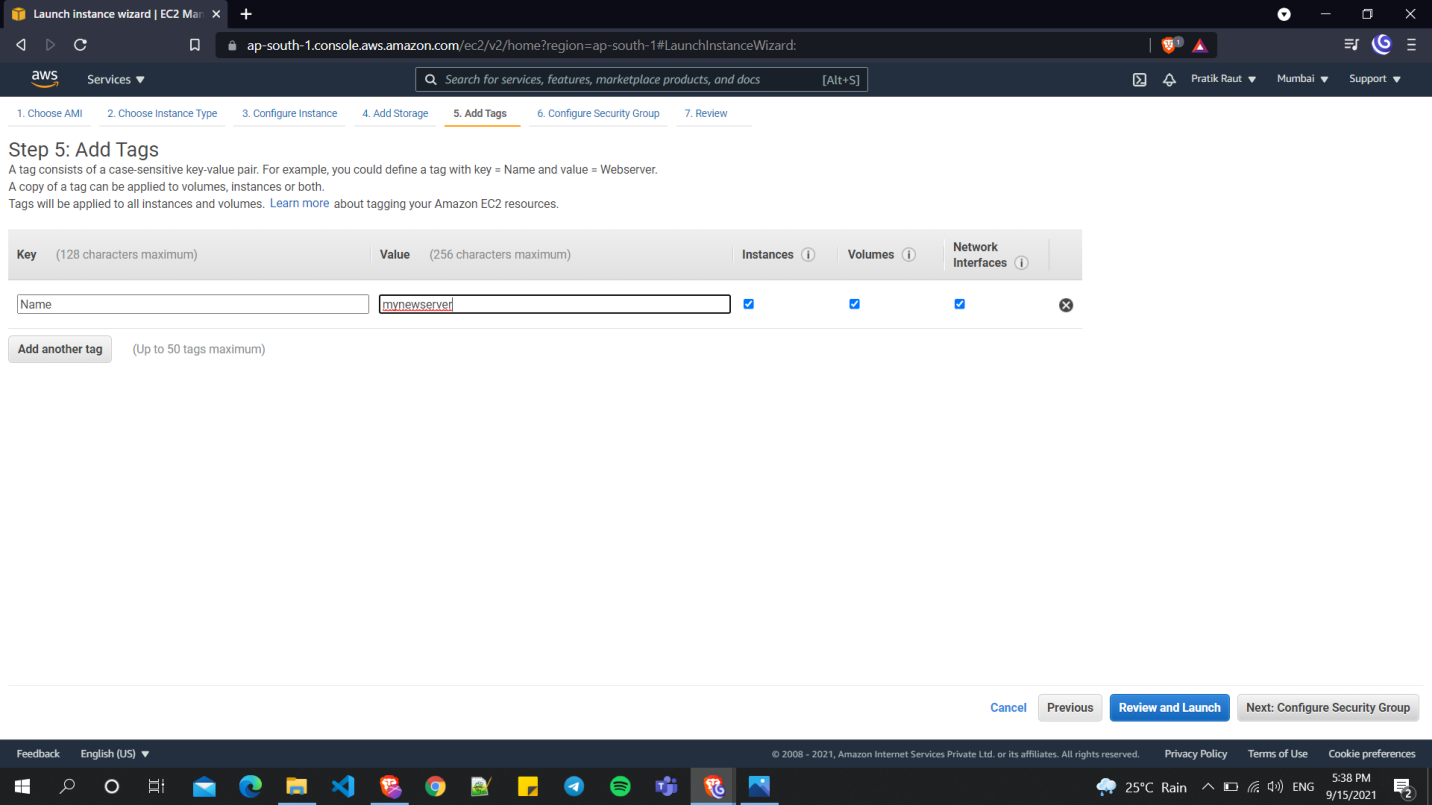 Launch instance wizard | EC2 Mar
ap-south-1.console.aws.amazon.com/ec2/v2/home?region=ap-south-1#LaunchInstanceWizard:
1
aws
Services
Search for services, features, marketplace products, and docs [Alt+S]
Pratik Raut
Mumbai
Support
1. Choose AMI
2. Choose Instance Type
3. Configure Instance
4. Add Storage
5. Add Tags
6. Configure Security Group
7. Review
Step 5: Add Tags
A tag consists of a case-sensitive key-value pair. For example, you could define a tag with key = Name and value = Webserver.
A copy of a tag can be applied to volumes, instances or both.
Tags will be applied to all instances and volumes. Learn more about tagging your Amazon EC2 resources.
Key (128 characters maximum)
Value (256 characters maximum)
Instances i
Volumes i
Network
Interfaces i
Name
mynewserver
Add another tag
(Up to 50 tags maximum)
Cancel
Previous
Review and Launch
Next: Configure Security Group
Feedback
English (US)
© 2008 - 2021, Amazon Internet Services Private Ltd. or its affiliates. All rights reserved.
Privacy Policy
Terms of Use
Cookie preferences
25°C Rain
ENG
5:38 PM
9/15/2021
2